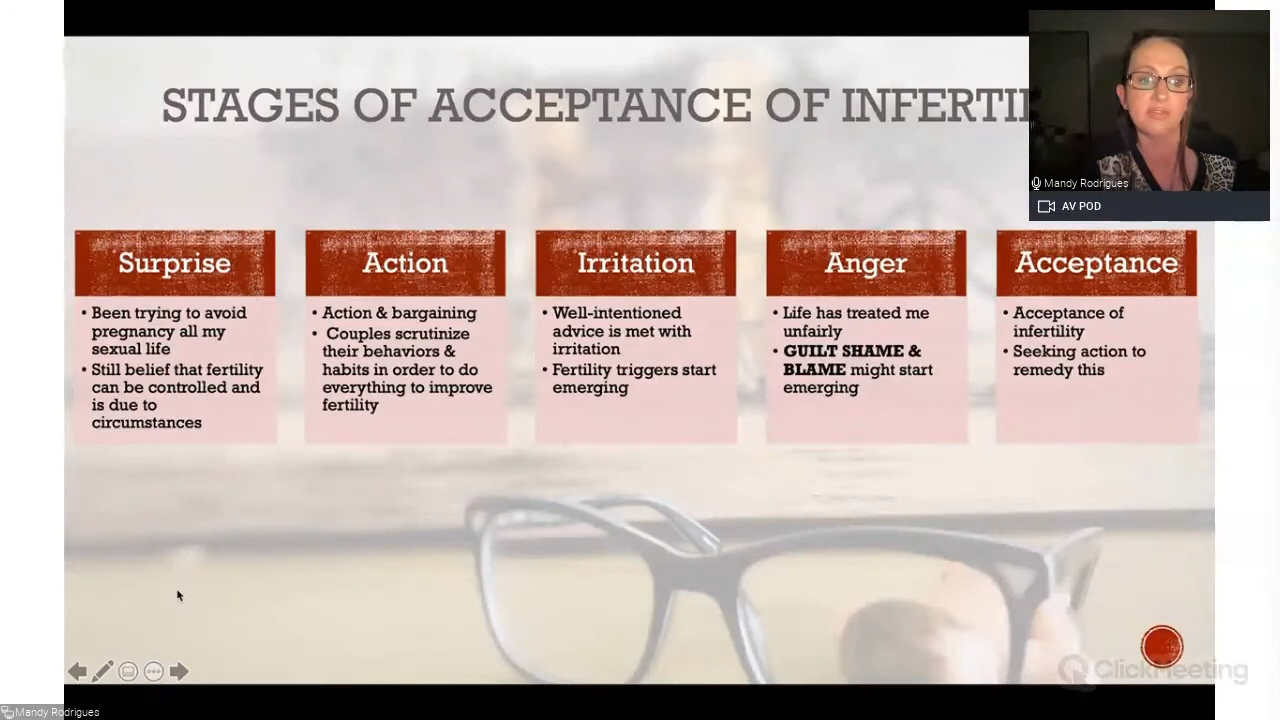 STAGES OF ACCEPTANCE OF INFERTI
Mandy Rodrigues
AV POD
Surprise
• Been trying to avoid
pregnancy all my
sexual life
• Still belief that fertility
can be controlled and
is due to
circumstances
Action
• Action & bargaining
• Couples scrutinize
their behaviors &
habits in order to do
everything to improve
fertility
Irritation
• Well-intentioned
advice is met with
irritation
• Fertility triggers start
emerging
Anger
• Life has treated me
unfairly
• GUILT SHAME &
BLAME might start
emerging
Acceptance
• Acceptance of
infertility
• Seeking action to
remedy this
ClickMeeting
Mandy Rodrigues